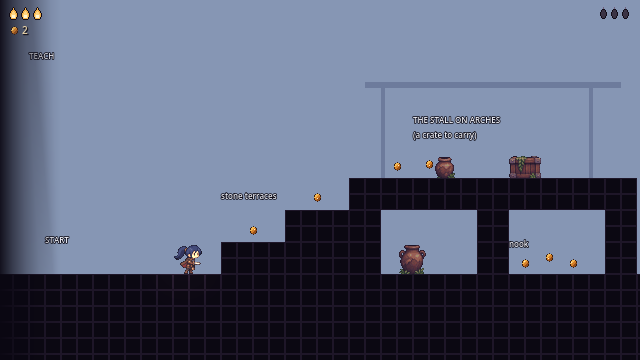 2
TEACH
THE STALL ON ARCHES
(a crate to carry)
stone terraces
START
nook